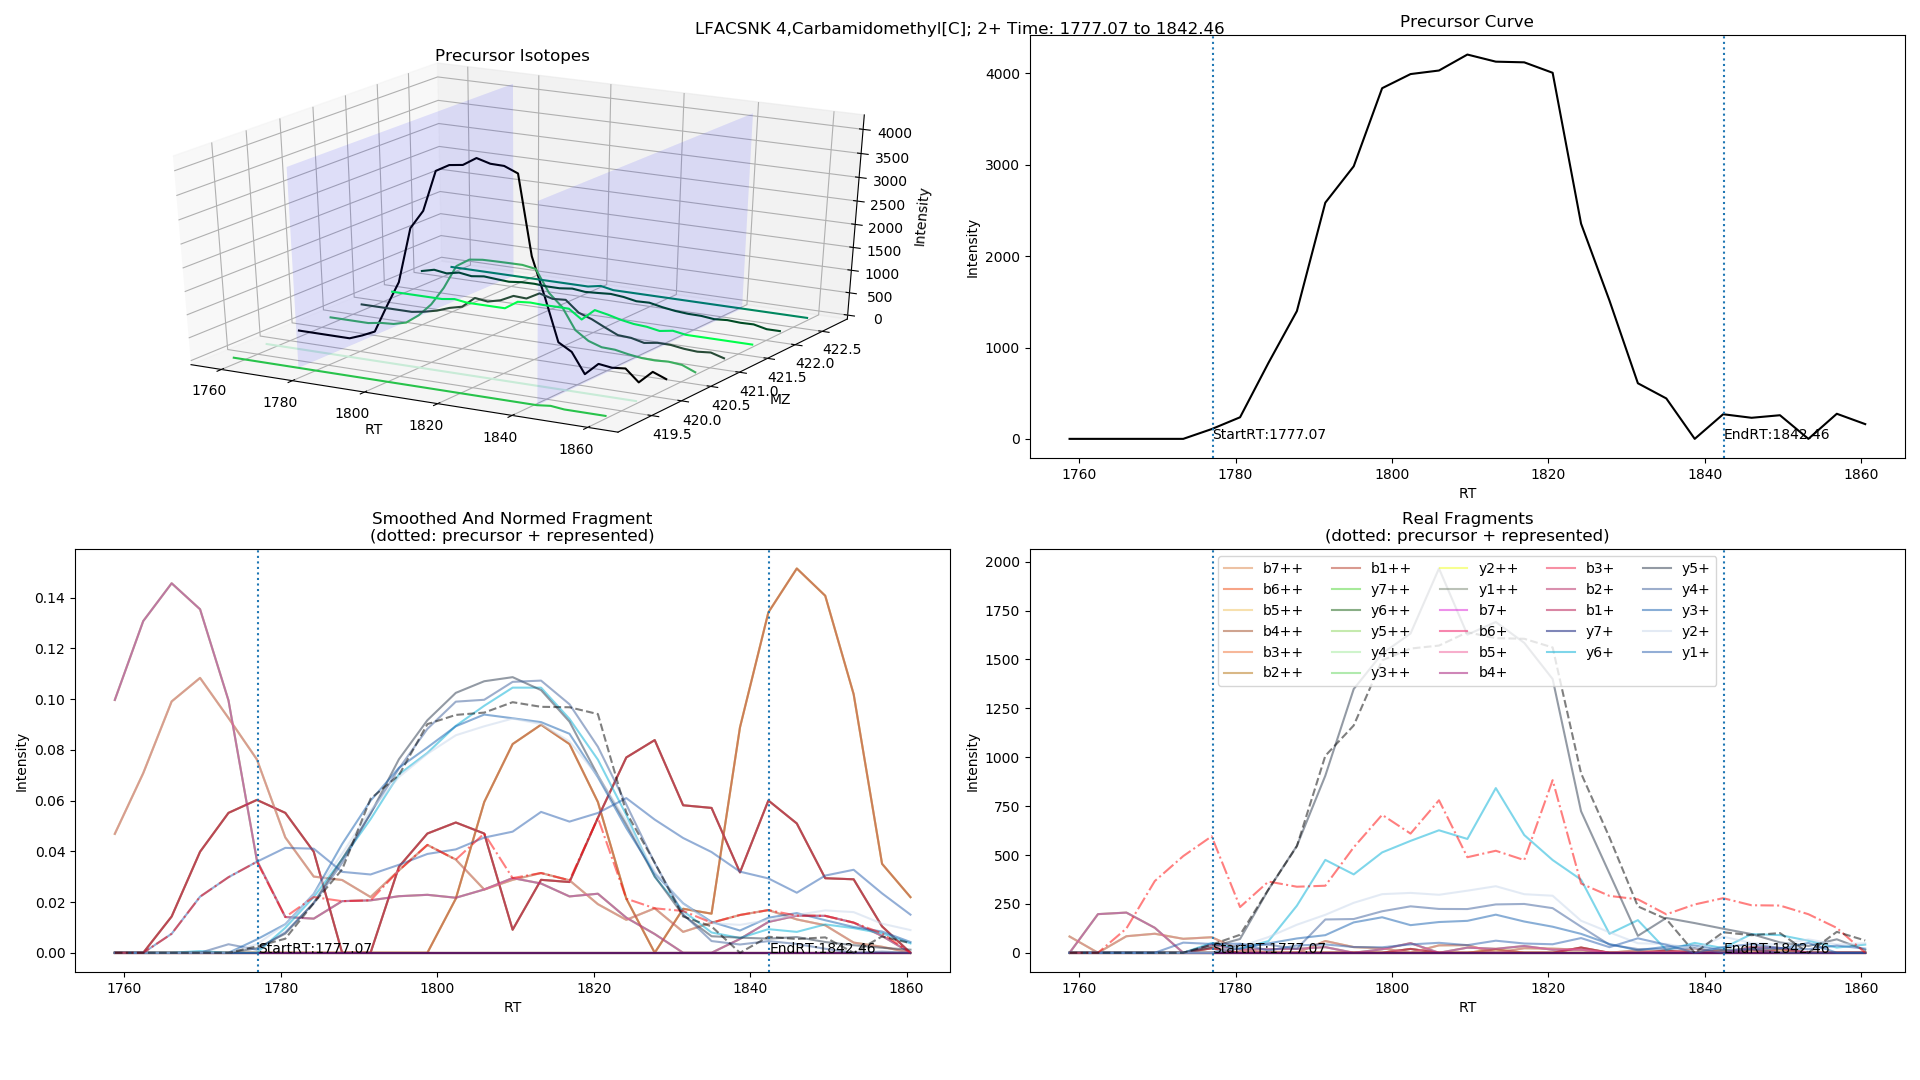 LFACSNK 4,Carbamidomethyl[C]; 2+ Time: 1777.07 to 1842.46
Precursor Isotopes
4000
3500
3000
2500
2000
1500
1000
500
0
Intensity
1760
1780
1800
1820
1840
1860
RT
419.5
420.0
420.5
421.0
421.5
422.0
422.5
MZ
Precursor Curve
4000
3000
2000
1000
0
Intensity
StartRT:1777.07
EndRT:1842.46
1760 1780 1800 1820 1840 1860
RT
Smoothed And Normed Fragment
(dotted: precursor + represented)
0.14
0.12
0.10
0.08
0.06
0.04
0.02
0.00
Intensity
StartRT:1777.07
EndRT:1842.46
1760 1780 1800 1820 1840 1860
RT
Real Fragments
(dotted: precursor + represented)
2000
1750
1500
1250
1000
750
500
250
0
Intensity
b7++ b1++ y2++ b3+ y5+
b6++ y7++ y1++ b2+ y4+
b5++ y6++ b7+ b1+ y3+
b4++ y5++ b6+ y7+ y2+
b3++ y4++ b5+ y6+ y1+
b2++ y3++ b4+
StartRT:1777.07
EndRT:1842.46
1760 1780 1800 1820 1840 1860
RT